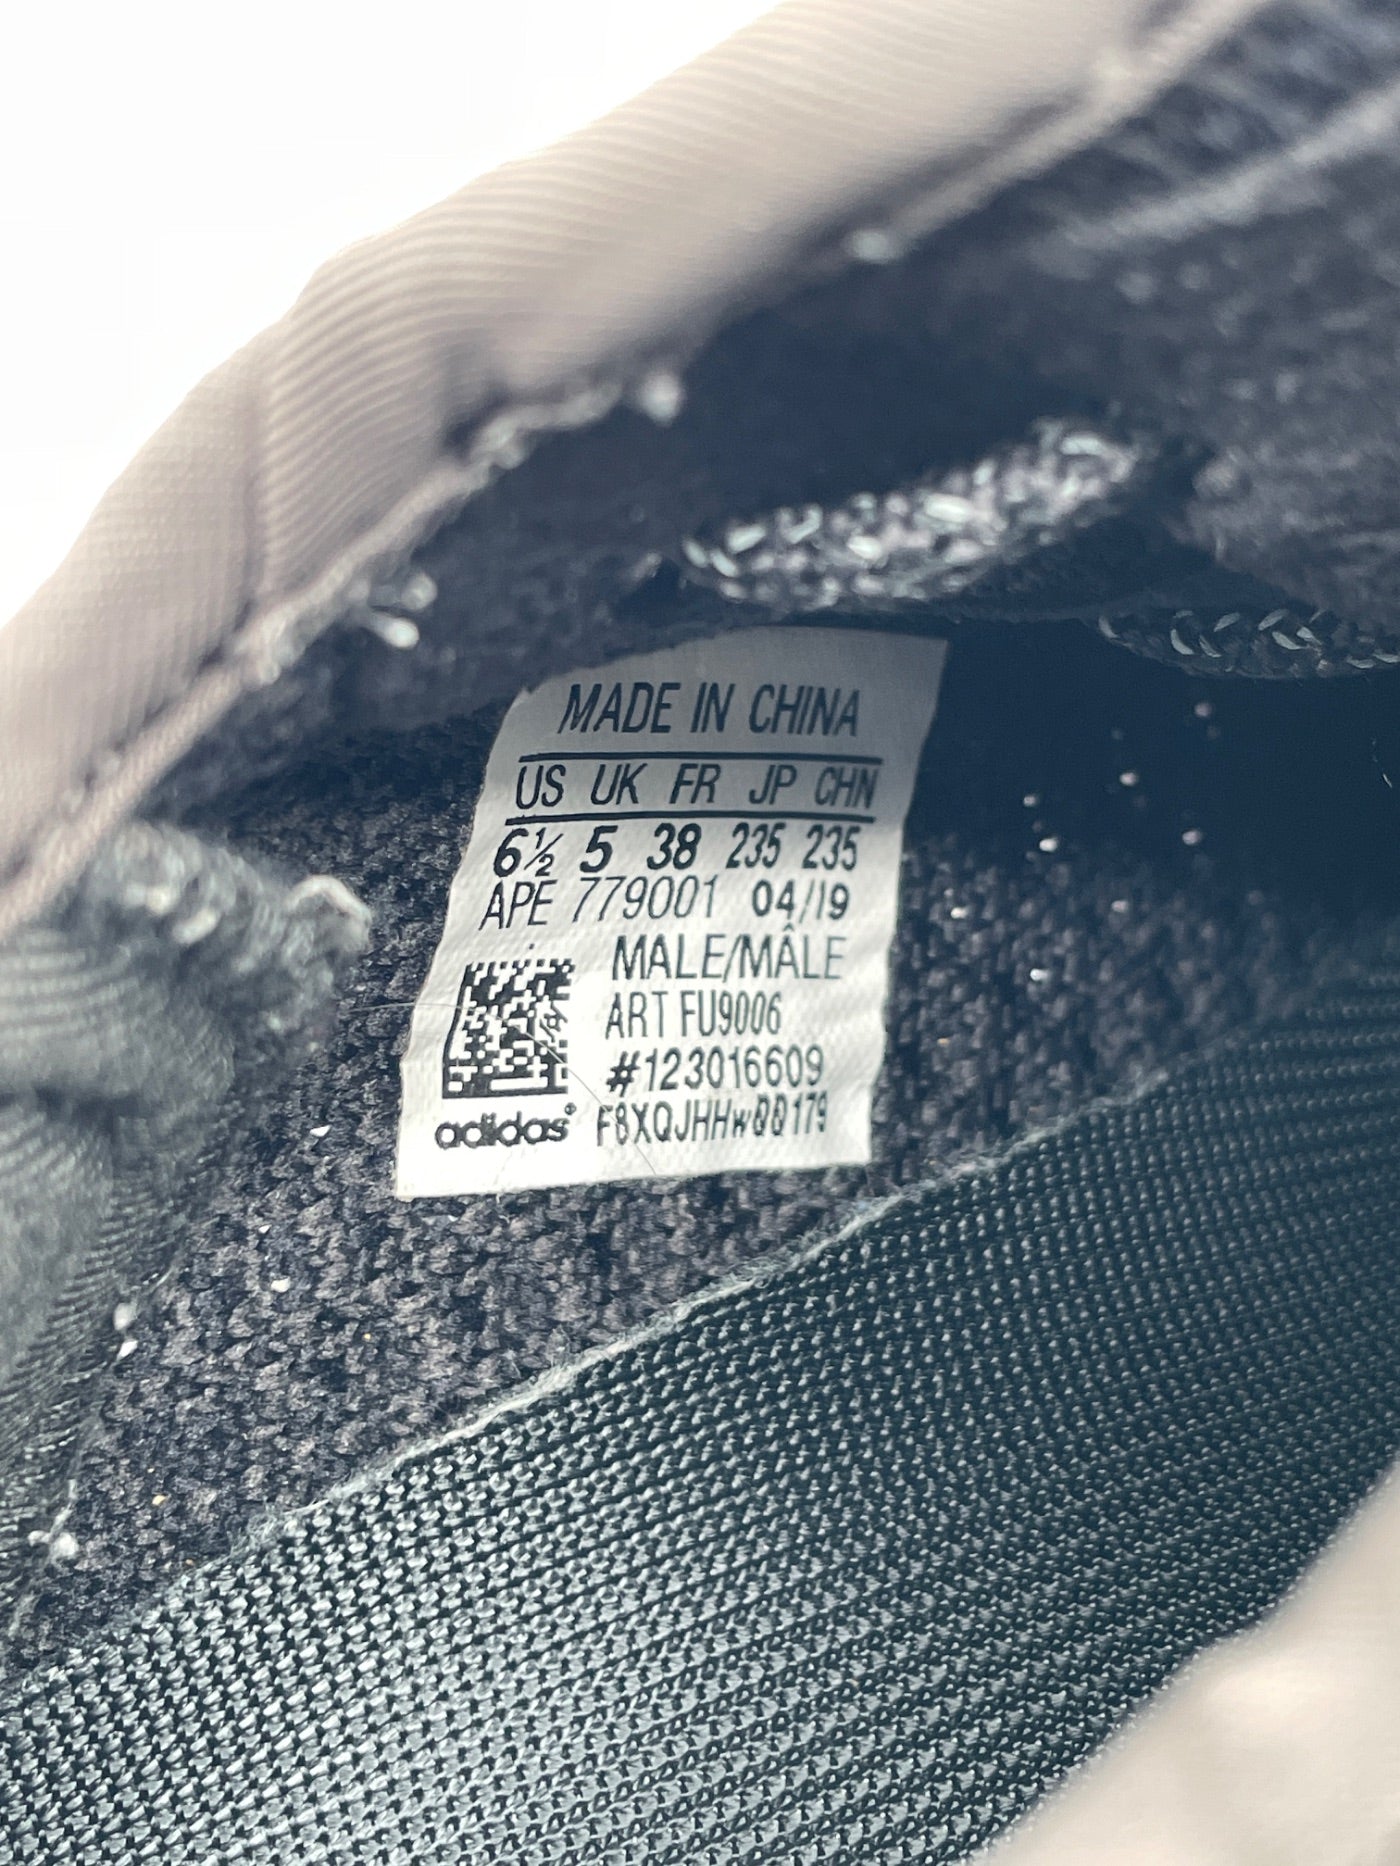 MADE IN CHINA
US UK FR JP CHN
6½ 5 38 235 235
APE 779001 04/19
MALE/MÂLE
ART FU9006
#123016609
adidas® F8XQJHHw00179